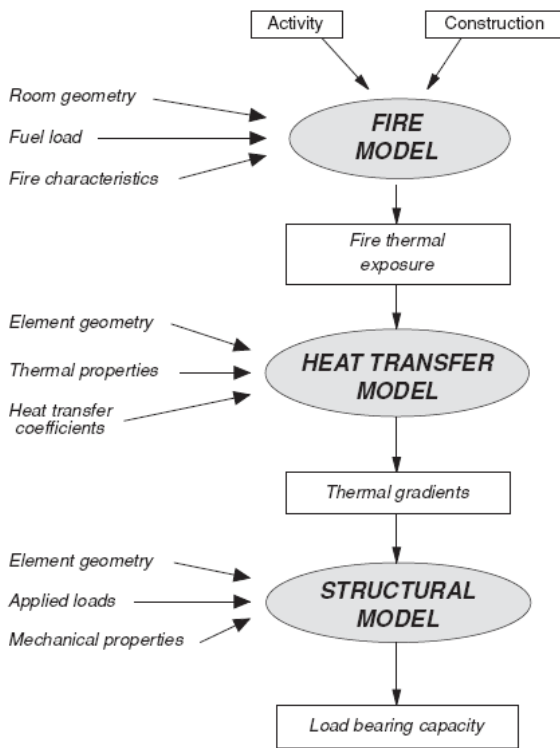 Activity
Construction
Room geometry
Fuel load
Fire characteristics
FIRE
MODEL
Fire thermal
exposure
Element geometry
Thermal properties
Heat transfer
coefficients
HEAT TRANSFER
MODEL
Thermal gradients
Element geometry
Applied loads
Mechanical properties
STRUCTURAL
MODEL
Load bearing capacity